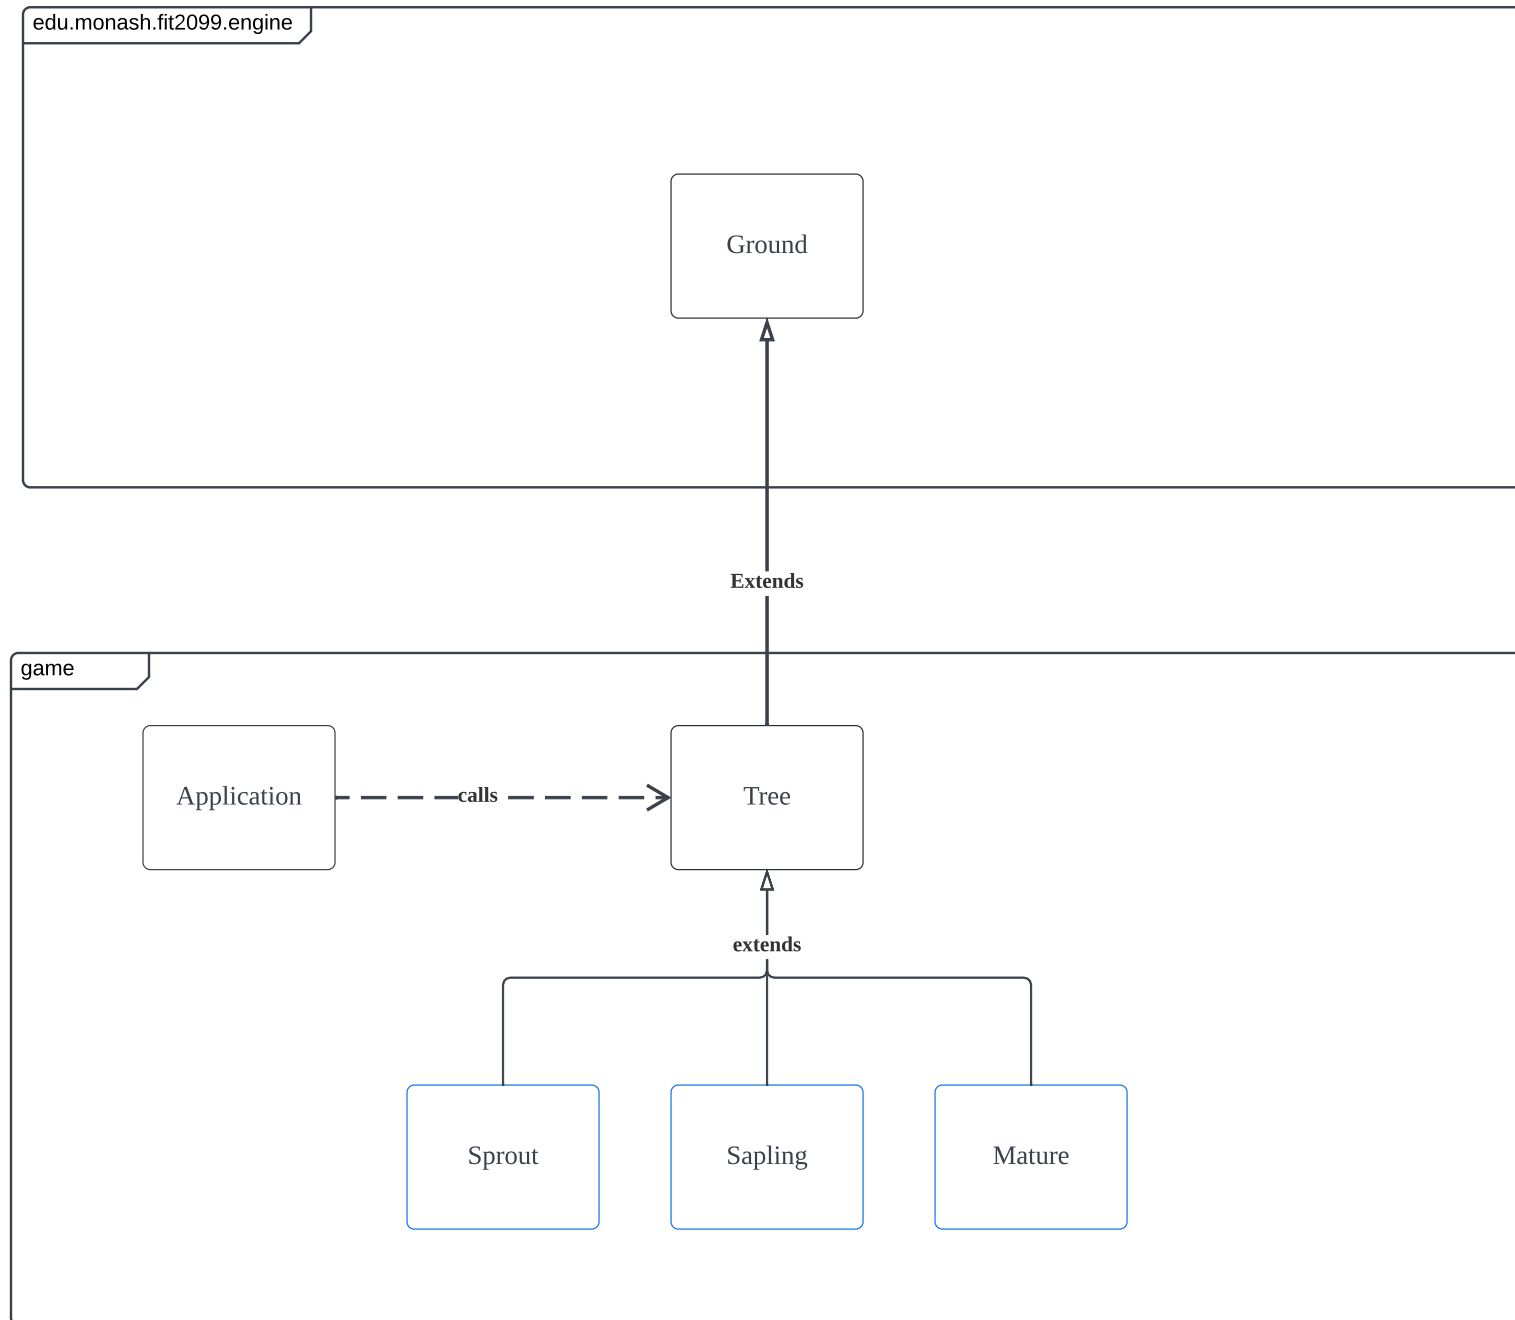 edu.monash.fit2099.engine
Ground
Extends
game
Application
calls
Tree
extends
Sprout
Sapling
Mature